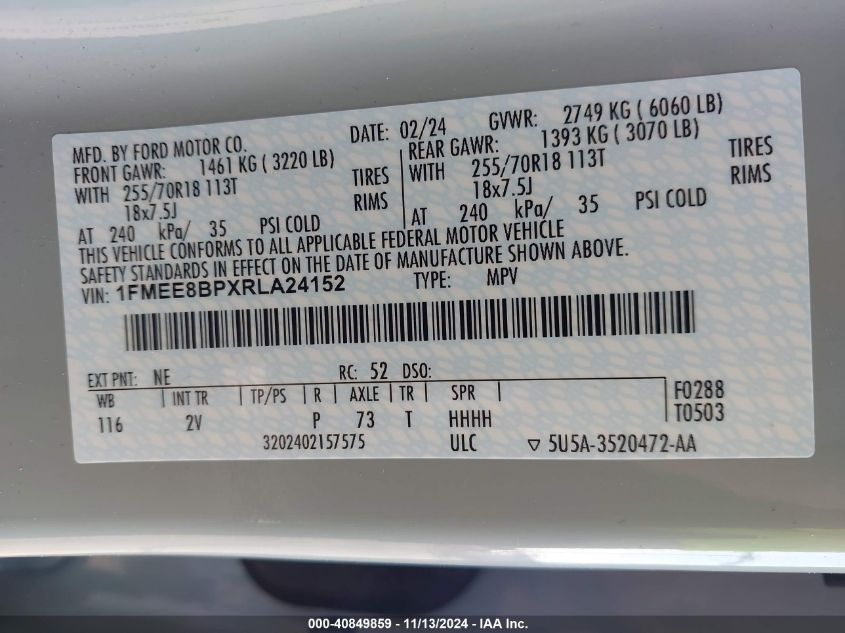 MFD. BY FORD MOTOR CO.
DATE: 02/24
GVWR: 2749 KG ( 6060 LB)
FRONT GAWR: 1461 KG ( 3220 LB)
WITH 255/70R18 113T TIRES
18x7.5J RIMS
AT 240 kPa/ 35 PSI COLD
REAR GAWR: 1393 KG ( 3070 LB)
WITH 255/70R18 113T TIRES
18x7.5J RIMS
AT 240 kPa/ 35 PSI COLD
THIS VEHICLE CONFORMS TO ALL APPLICABLE FEDERAL MOTOR VEHICLE
SAFETY STANDARDS IN EFFECT ON THE DATE OF MANUFACTURE SHOWN ABOVE.
VIN: 1FMEE8BPXRLA24152 TYPE: MPV
EXT PNT: NE RC: 52 DSO:
WB INT TR TP/PS R AXLE TR SPR F0288
116 2V P 73 T HHHH T0503
3202402157575 ULC ▽ 5U5A-3520472-AA
000-40849859 - 11/13/2024 - IAA Inc.